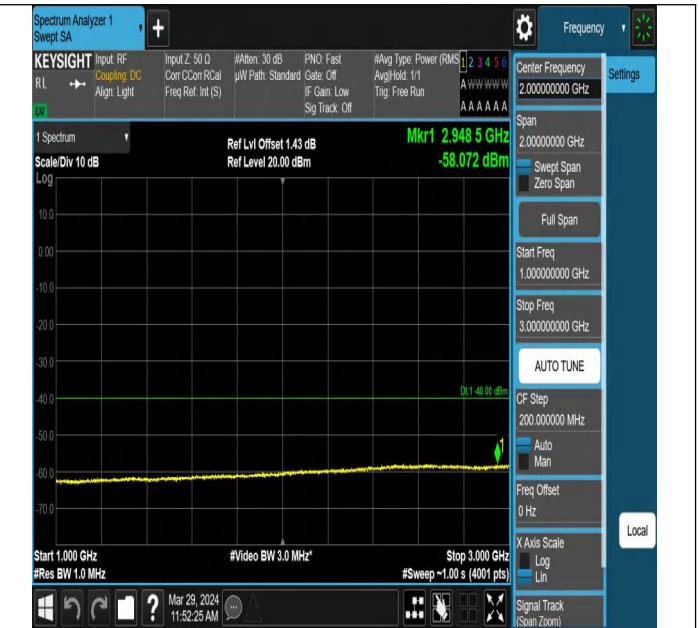 Spectrum Analyzer 1
Swept SA
+
Frequency
KEYSIGHT
RL
LXI
Input: RF
Coupling: DC
Align: Light
Input Z: 50 Ω
Corr CCorr RCal
Freq Ref: Int (S)
#Atten: 30 dB
µW Path: Standard
PNO: Fast
Gate: Off
IF Gain: Low
Sig Track: Off
#Avg Type: Power (RMS
Avg|Hold: 1/1
Trig: Free Run
1 2 3 4 5 6
A W W W W W
A A A A A A
1 Spectrum
Scale/Div 10 dB
Log
Ref Lvl Offset 1.43 dB
Ref Level 20.00 dBm
Mkr1 2.948 5 GHz
-58.072 dBm
10.0
0.00
-10.0
-20.0
-30.0
-40.0
-50.0
-60.0
-70.0
DL1 -40.00 dBm
1
Start 1.000 GHz
#Res BW 1.0 MHz
#Video BW 3.0 MHz*
Stop 3.000 GHz
#Sweep ~1.00 s (4001 pts)
?
Mar 29, 2024
11:52:25 AM
Center Frequency
2.000000000 GHz
Settings
Span
2.00000000 GHz
Swept Span
Zero Span
Full Span
Start Freq
1.000000000 GHz
Stop Freq
3.000000000 GHz
AUTO TUNE
CF Step
200.000000 MHz
Auto
Man
Freq Offset
0 Hz
X Axis Scale
Log
Lin
Local
Signal Track
(Span Zoom)